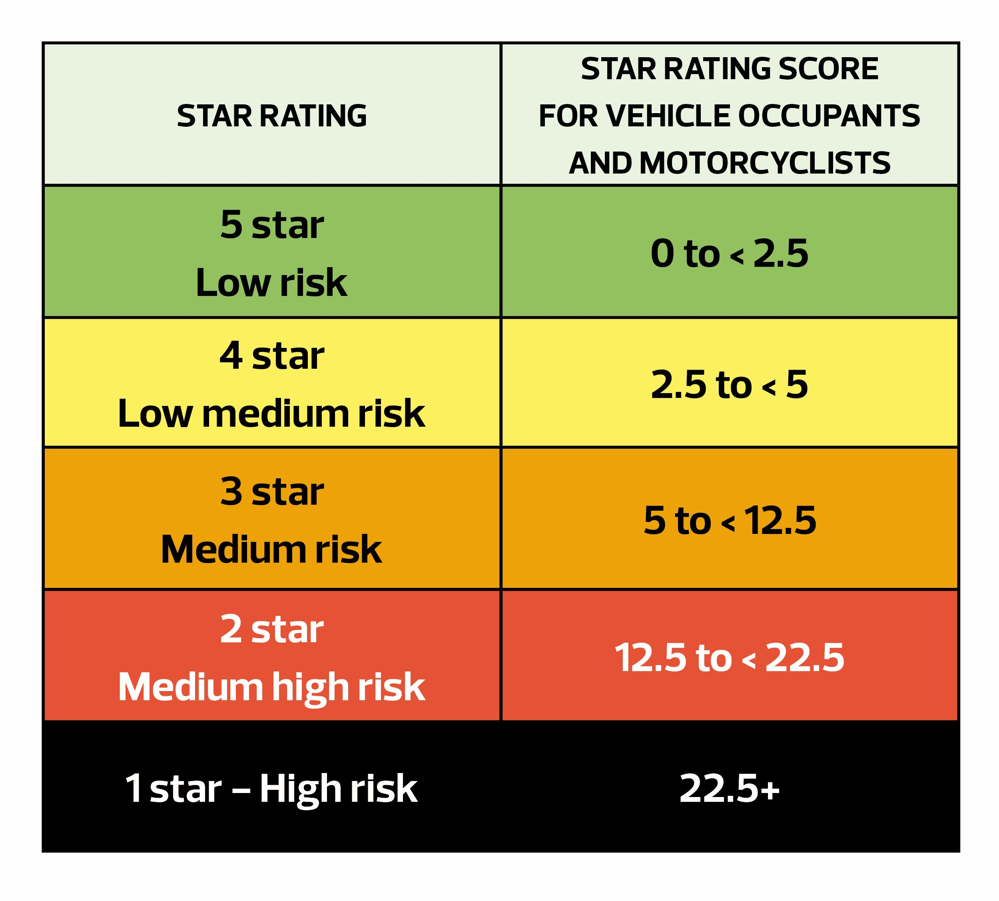 STAR RATING
STAR RATING SCORE
FOR VEHICLE OCCUPANTS
AND MOTORCYCLISTS
5 star
Low risk
0 to < 2.5
4 star
Low medium risk
2.5 to < 5
3 star
Medium risk
5 to < 12.5
2 star
Medium high risk
12.5 to < 22.5
1 star – High risk
22.5+